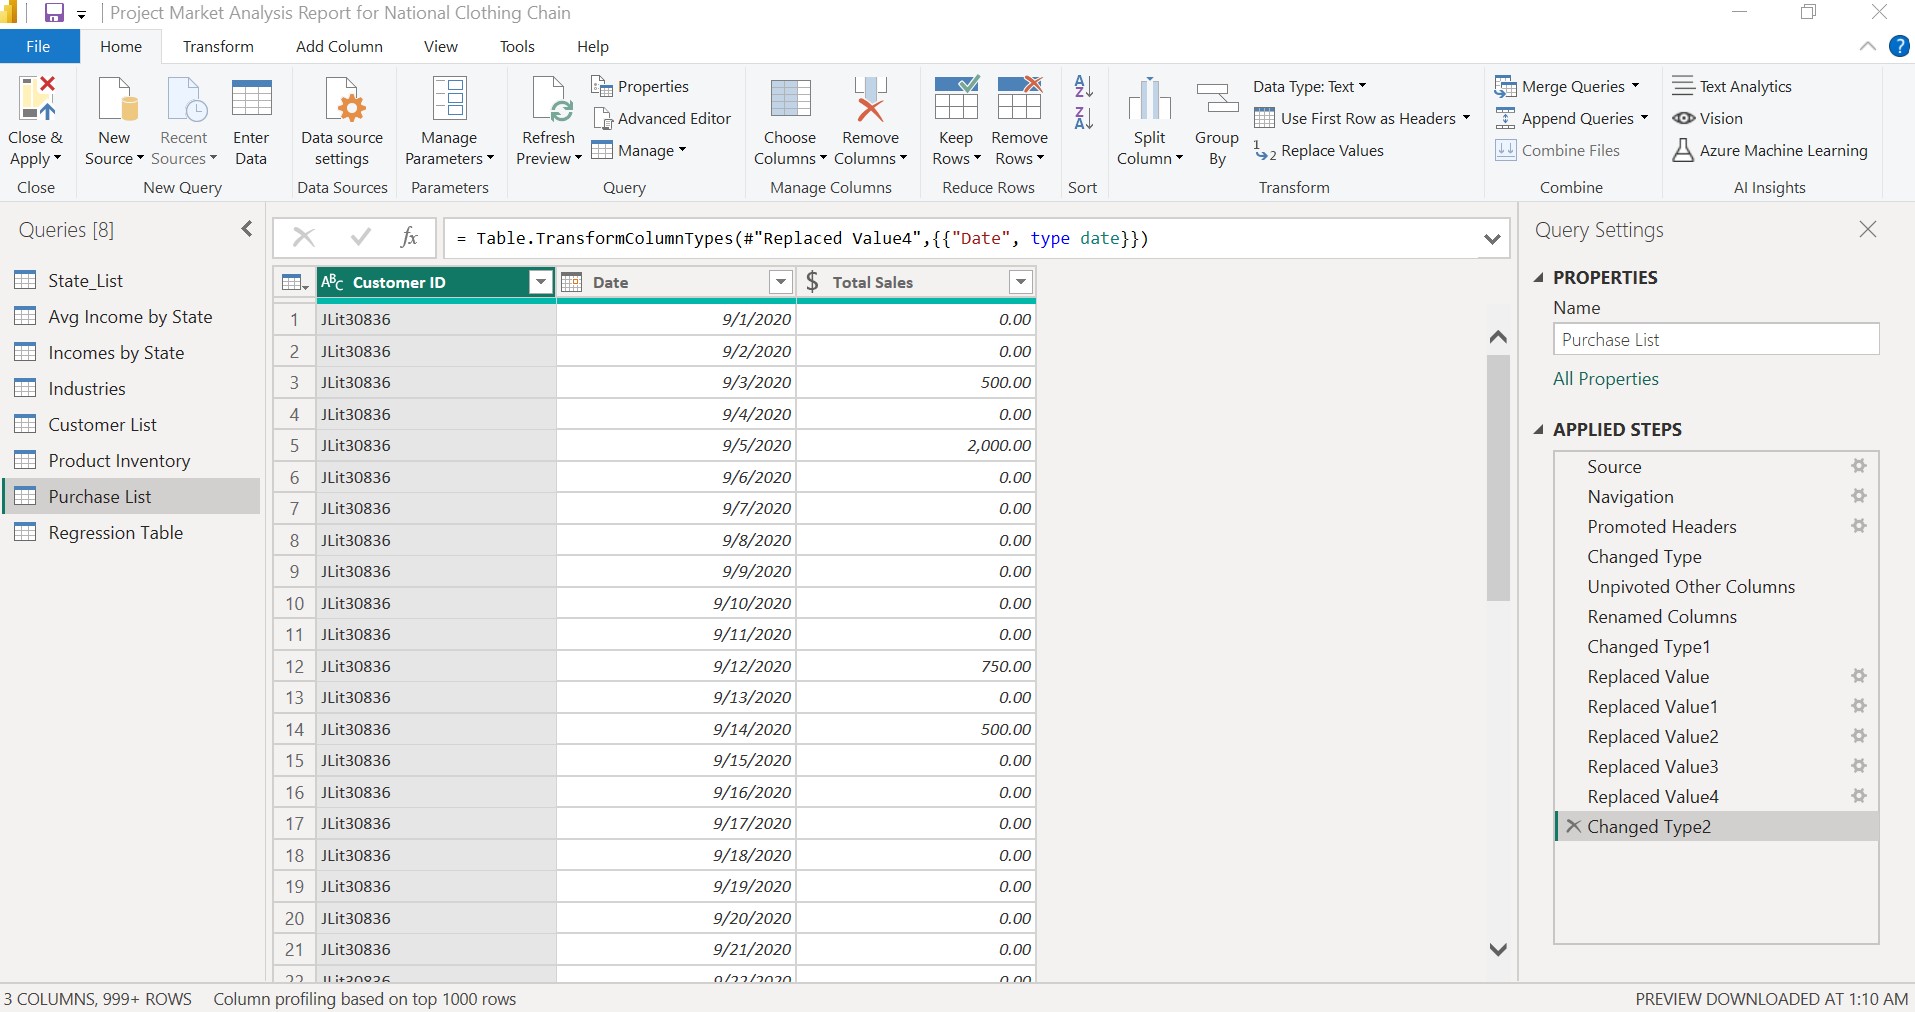 Project Market Analysis Report for National Clothing Chain
File Home Transform Add Column View Tools Help ?
Close & Apply
Close
New Source
Recent Sources
Enter Data
New Query
Data source settings
Data Sources
Manage Parameters
Parameters
Refresh Preview
Properties
Advanced Editor
Manage
Query
Choose Columns
Remove Columns
Manage Columns
Keep Rows
Remove Rows
Reduce Rows
A Z
Z A
Sort
Split Column
Group By
Data Type: Text
Use First Row as Headers
1 2 Replace Values
Transform
Merge Queries
Append Queries
Combine Files
Combine
Text Analytics
Vision
Azure Machine Learning
AI Insights
Queries [8]
State_List
Avg Income by State
Incomes by State
Industries
Customer List
Product Inventory
Purchase List
Regression Table
fx = Table.TransformColumnTypes(#"Replaced Value4",{{"Date", type date}})
ABC Customer ID Date $ Total Sales
1 JLit30836 9/1/2020 0.00
2 JLit30836 9/2/2020 0.00
3 JLit30836 9/3/2020 500.00
4 JLit30836 9/4/2020 0.00
5 JLit30836 9/5/2020 2,000.00
6 JLit30836 9/6/2020 0.00
7 JLit30836 9/7/2020 0.00
8 JLit30836 9/8/2020 0.00
9 JLit30836 9/9/2020 0.00
10 JLit30836 9/10/2020 0.00
11 JLit30836 9/11/2020 0.00
12 JLit30836 9/12/2020 750.00
13 JLit30836 9/13/2020 0.00
14 JLit30836 9/14/2020 500.00
15 JLit30836 9/15/2020 0.00
16 JLit30836 9/16/2020 0.00
17 JLit30836 9/17/2020 0.00
18 JLit30836 9/18/2020 0.00
19 JLit30836 9/19/2020 0.00
20 JLit30836 9/20/2020 0.00
21 JLit30836 9/21/2020 0.00
22 JLit30836 9/22/2020 0.00
Query Settings
PROPERTIES
Name
Purchase List
All Properties
APPLIED STEPS
Source
Navigation
Promoted Headers
Changed Type
Unpivoted Other Columns
Renamed Columns
Changed Type1
Replaced Value
Replaced Value1
Replaced Value2
Replaced Value3
Replaced Value4
Changed Type2
3 COLUMNS, 999+ ROWS Column profiling based on top 1000 rows PREVIEW DOWNLOADED AT 1:10 AM